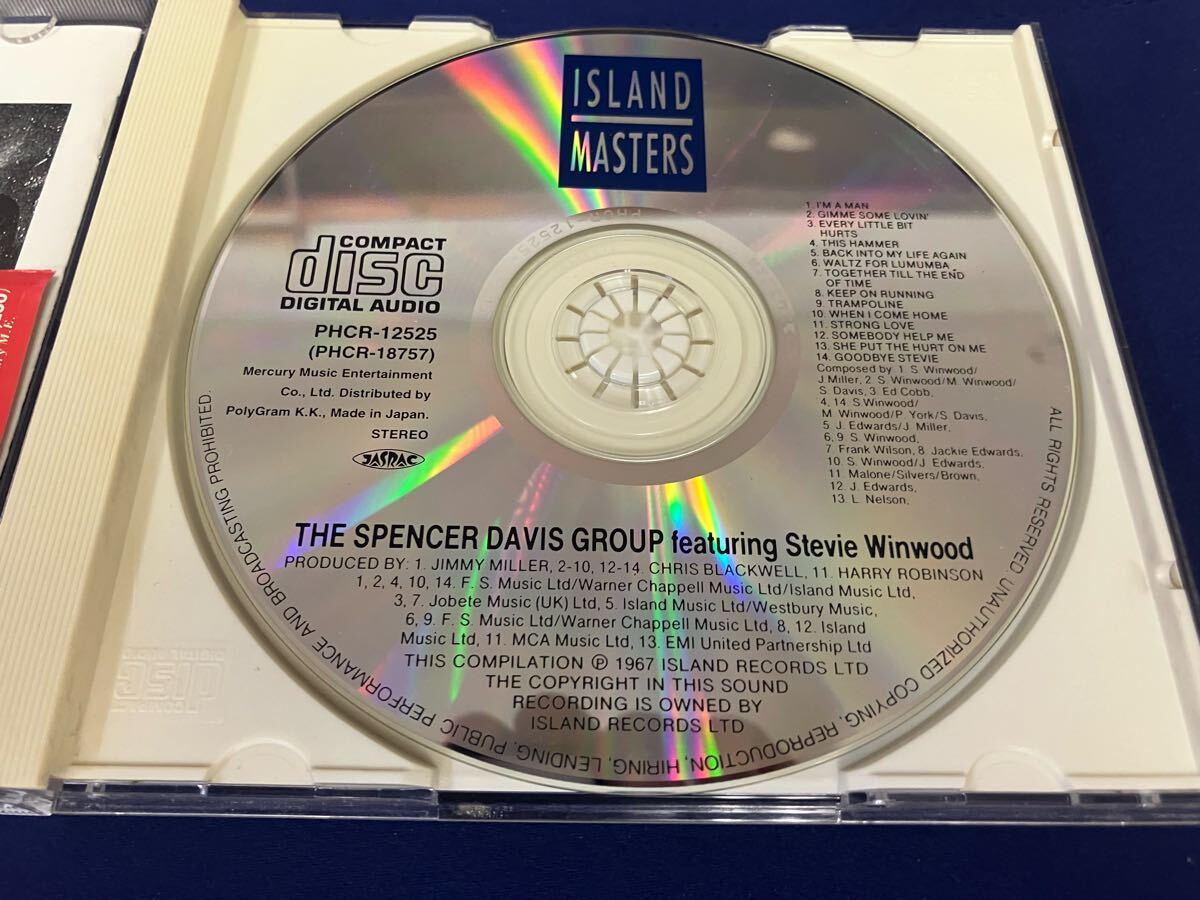 ISLAND
MASTERS
COMPACT
disc
DIGITAL AUDIO
PHCR-12525
(PHCR-18757)
Mercury Music Entertainment
Co., Ltd. Distributed by
PolyGram K.K., Made in Japan.
STEREO
JASRAC
PHCR-12525
1. I'M A MAN
2. GIMME SOME LOVIN'
3. EVERY LITTLE BIT
HURTS
4. THIS HAMMER
5. BACK INTO MY LIFE AGAIN
6. WALTZ FOR LUMUMBA
7. TOGETHER TILL THE END
OF TIME
8. KEEP ON RUNNING
9. TRAMPOLINE
10. WHEN I COME HOME
11. STRONG LOVE
12. SOMEBODY HELP ME
13. SHE PUT THE HURT ON ME
14. GOODBYE STEVIE
Composed by 1. S. Winwood/
J Miller, 2. S Winwood/M. Winwood/
S. Davis, 3. Ed Cobb,
4, 14. S.Winwood/
M. Winwood/P. York/S. Davis,
5. J. Edwards/J. Miller,
6, 9. S. Winwood,
7. Frank Wilson, 8. Jackie Edwards,
10. S. Winwood/J. Edwards,
11. Malone/Silvers/Brown,
12. J. Edwards,
13. L. Nelson,
THE SPENCER DAVIS GROUP featuring Stevie Winwood
PRODUCED BY: 1. JIMMY MILLER, 2-10, 12-14. CHRIS BLACKWELL, 11. HARRY ROBINSON
1, 2, 4, 10, 14. F. S. Music Ltd/Warner Chappell Music Ltd/Island Music Ltd,
3, 7. Jobete Music (UK) Ltd, 5. Island Music Ltd/Westbury Music,
6, 9. F. S. Music Ltd/Warner Chappell Music Ltd, 8, 12. Island
Music Ltd, 11. MCA Music Ltd, 13. EMI United Partnership Ltd
THIS COMPILATION ℗ 1967 ISLAND RECORDS LTD
THE COPYRIGHT IN THIS SOUND
RECORDING IS OWNED BY
ISLAND RECORDS LTD
ALL RIGHTS RESERVED. UNAUTHORIZED COPYING, REPRODUCTION, HIRING, LENDING, PUBLIC PERFORMANCE AND BROADCASTING PROHIBITED.
COMPACT
disc
DIGITAL AUDIO